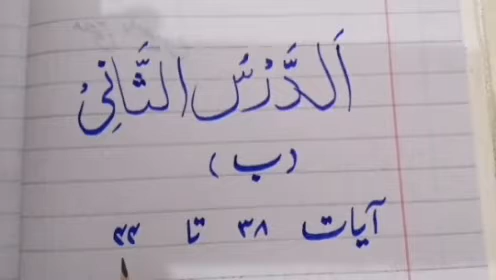 اَلدَّرْسُ الثَّانِیْ
(ب)
آیات ۳۸ تا ۴۴